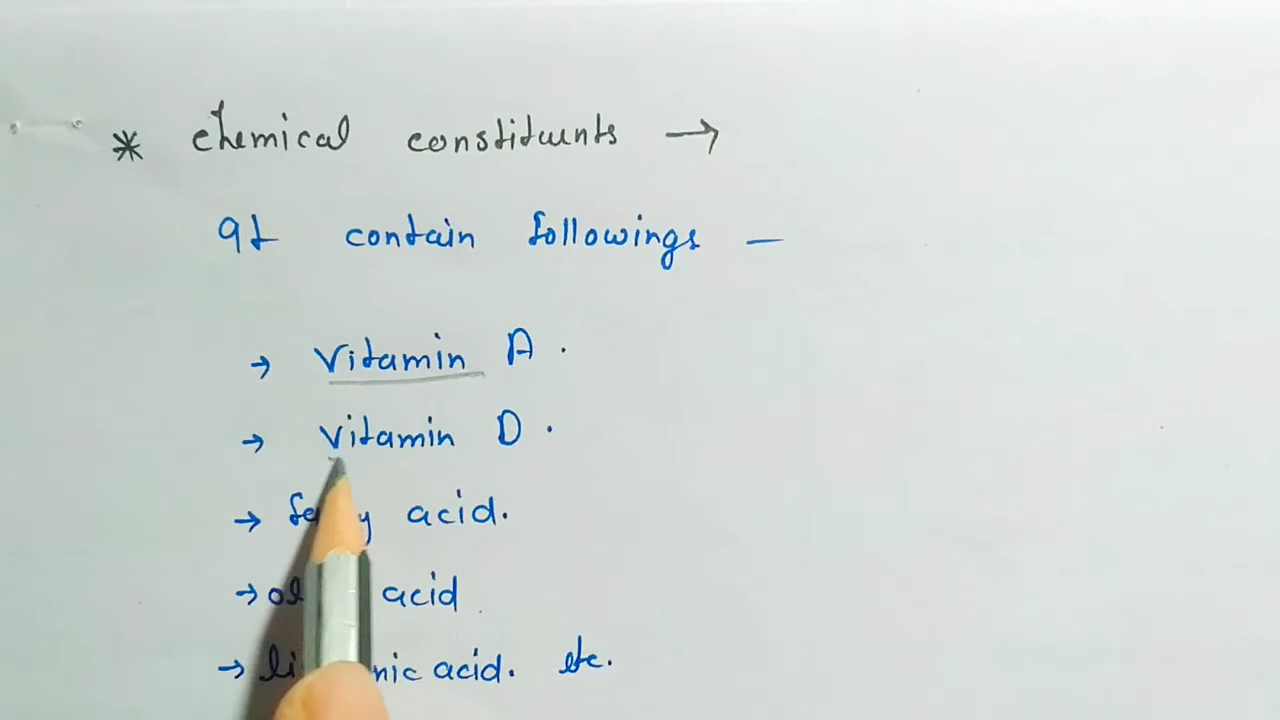 * chemical constituents →
It contain followings —
→ Vitamin A.
→ Vitamin D.
→ acid.
→ acid
→ acid. etc.